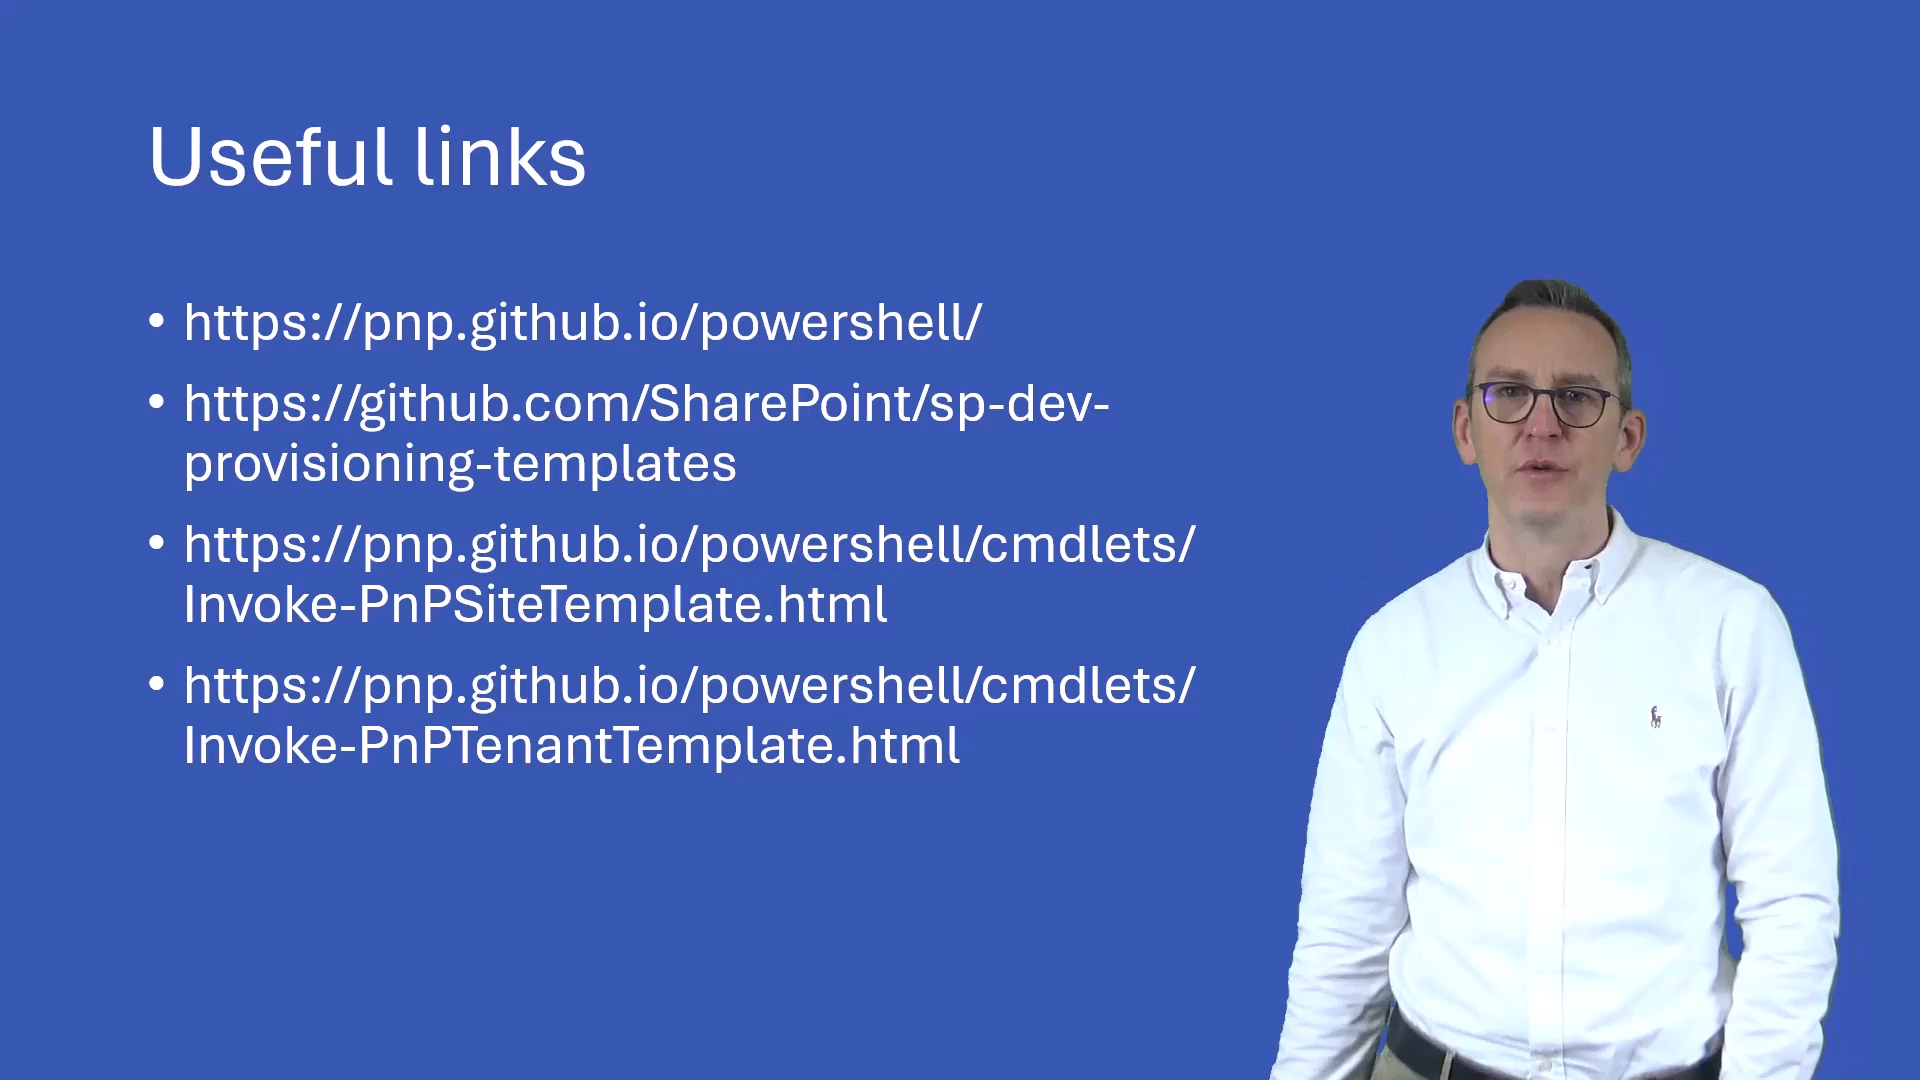 Useful links
• https://pnp.github.io/powershell/
• https://github.com/SharePoint/sp-dev-
provisioning-templates
• https://pnp.github.io/powershell/cmdlets/
Invoke-PnPSiteTemplate.html
• https://pnp.github.io/powershell/cmdlets/
Invoke-PnPTenantTemplate.html